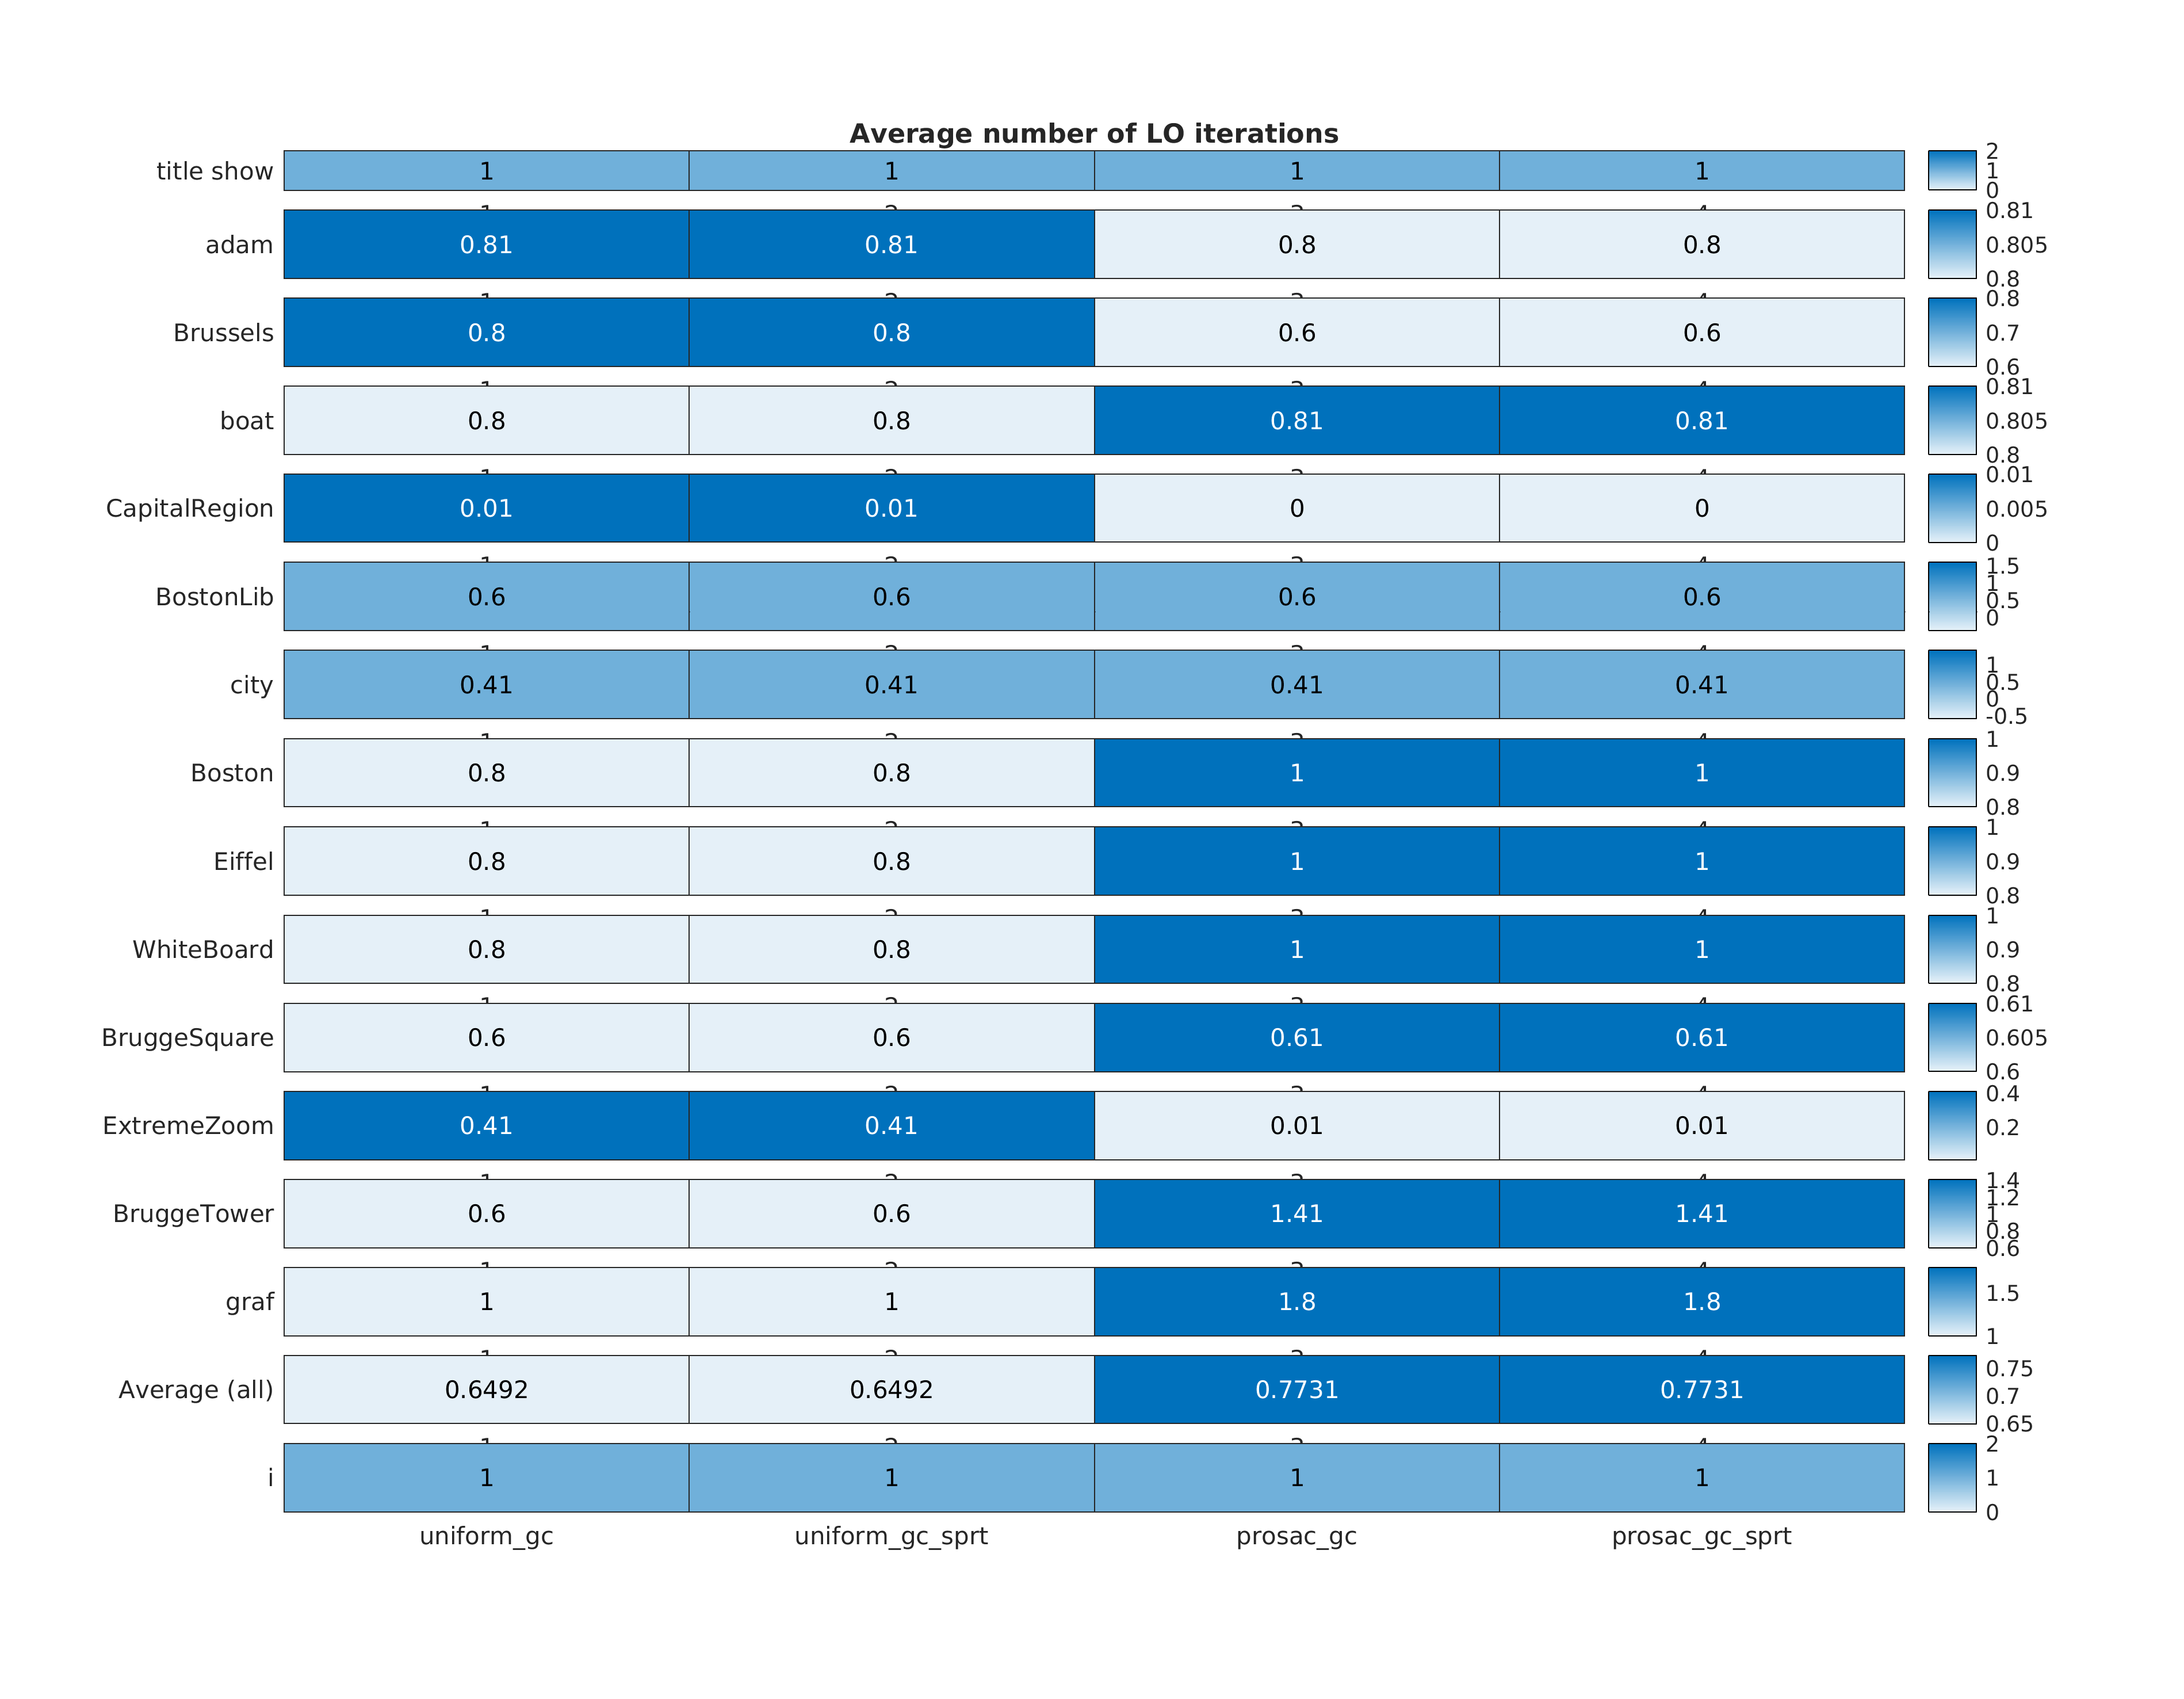 Average number of LO iterations
title show 1 1 1 1 2 1 0
adam 0.81 0.81 0.8 0.8 0.81 0.805 0.8
Brussels 0.8 0.8 0.6 0.6 0.8 0.7 0.6
boat 0.8 0.8 0.81 0.81 0.81 0.805 0.8
CapitalRegion 0.01 0.01 0 0 0.01 0.005 0
BostonLib 0.6 0.6 0.6 0.6 1.5 1 0.5 0
city 0.41 0.41 0.41 0.41 1 0.5 0 -0.5
Boston 0.8 0.8 1 1 1 0.9 0.8
Eiffel 0.8 0.8 1 1 1 0.9 0.8
WhiteBoard 0.8 0.8 1 1 1 0.9 0.8
BruggeSquare 0.6 0.6 0.61 0.61 0.61 0.605 0.6
ExtremeZoom 0.41 0.41 0.01 0.01 0.4 0.2
BruggeTower 0.6 0.6 1.41 1.41 1.4 1.2 1 0.8 0.6
graf 1 1 1.8 1.8 1.5 1
Average (all) 0.6492 0.6492 0.7731 0.7731 0.75 0.7 0.65
i 1 1 1 1 2 1 0
uniform_gc uniform_gc_sprt prosac_gc prosac_gc_sprt